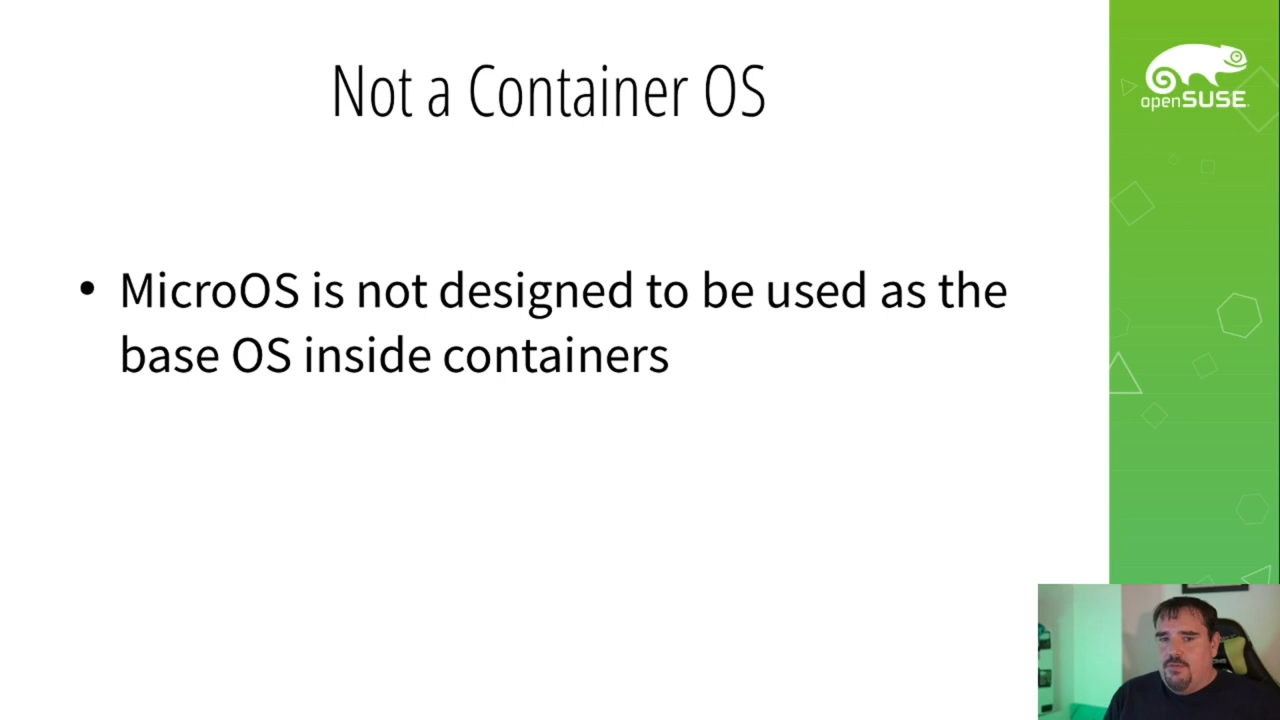 Not a Container OS
openSUSE
• MicroOS is not designed to be used as the
base OS inside containers